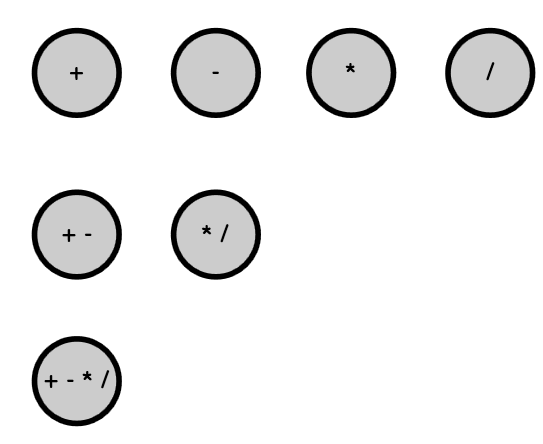 + - * /
+ - * /
+ - * /